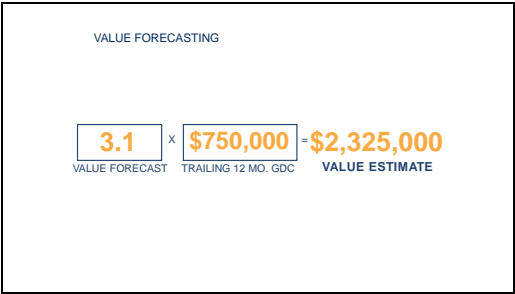 VALUE FORECASTING
3.1 X $750,000 = $2,325,000
VALUE FORECAST TRAILING 12 MO. GDC VALUE ESTIMATE